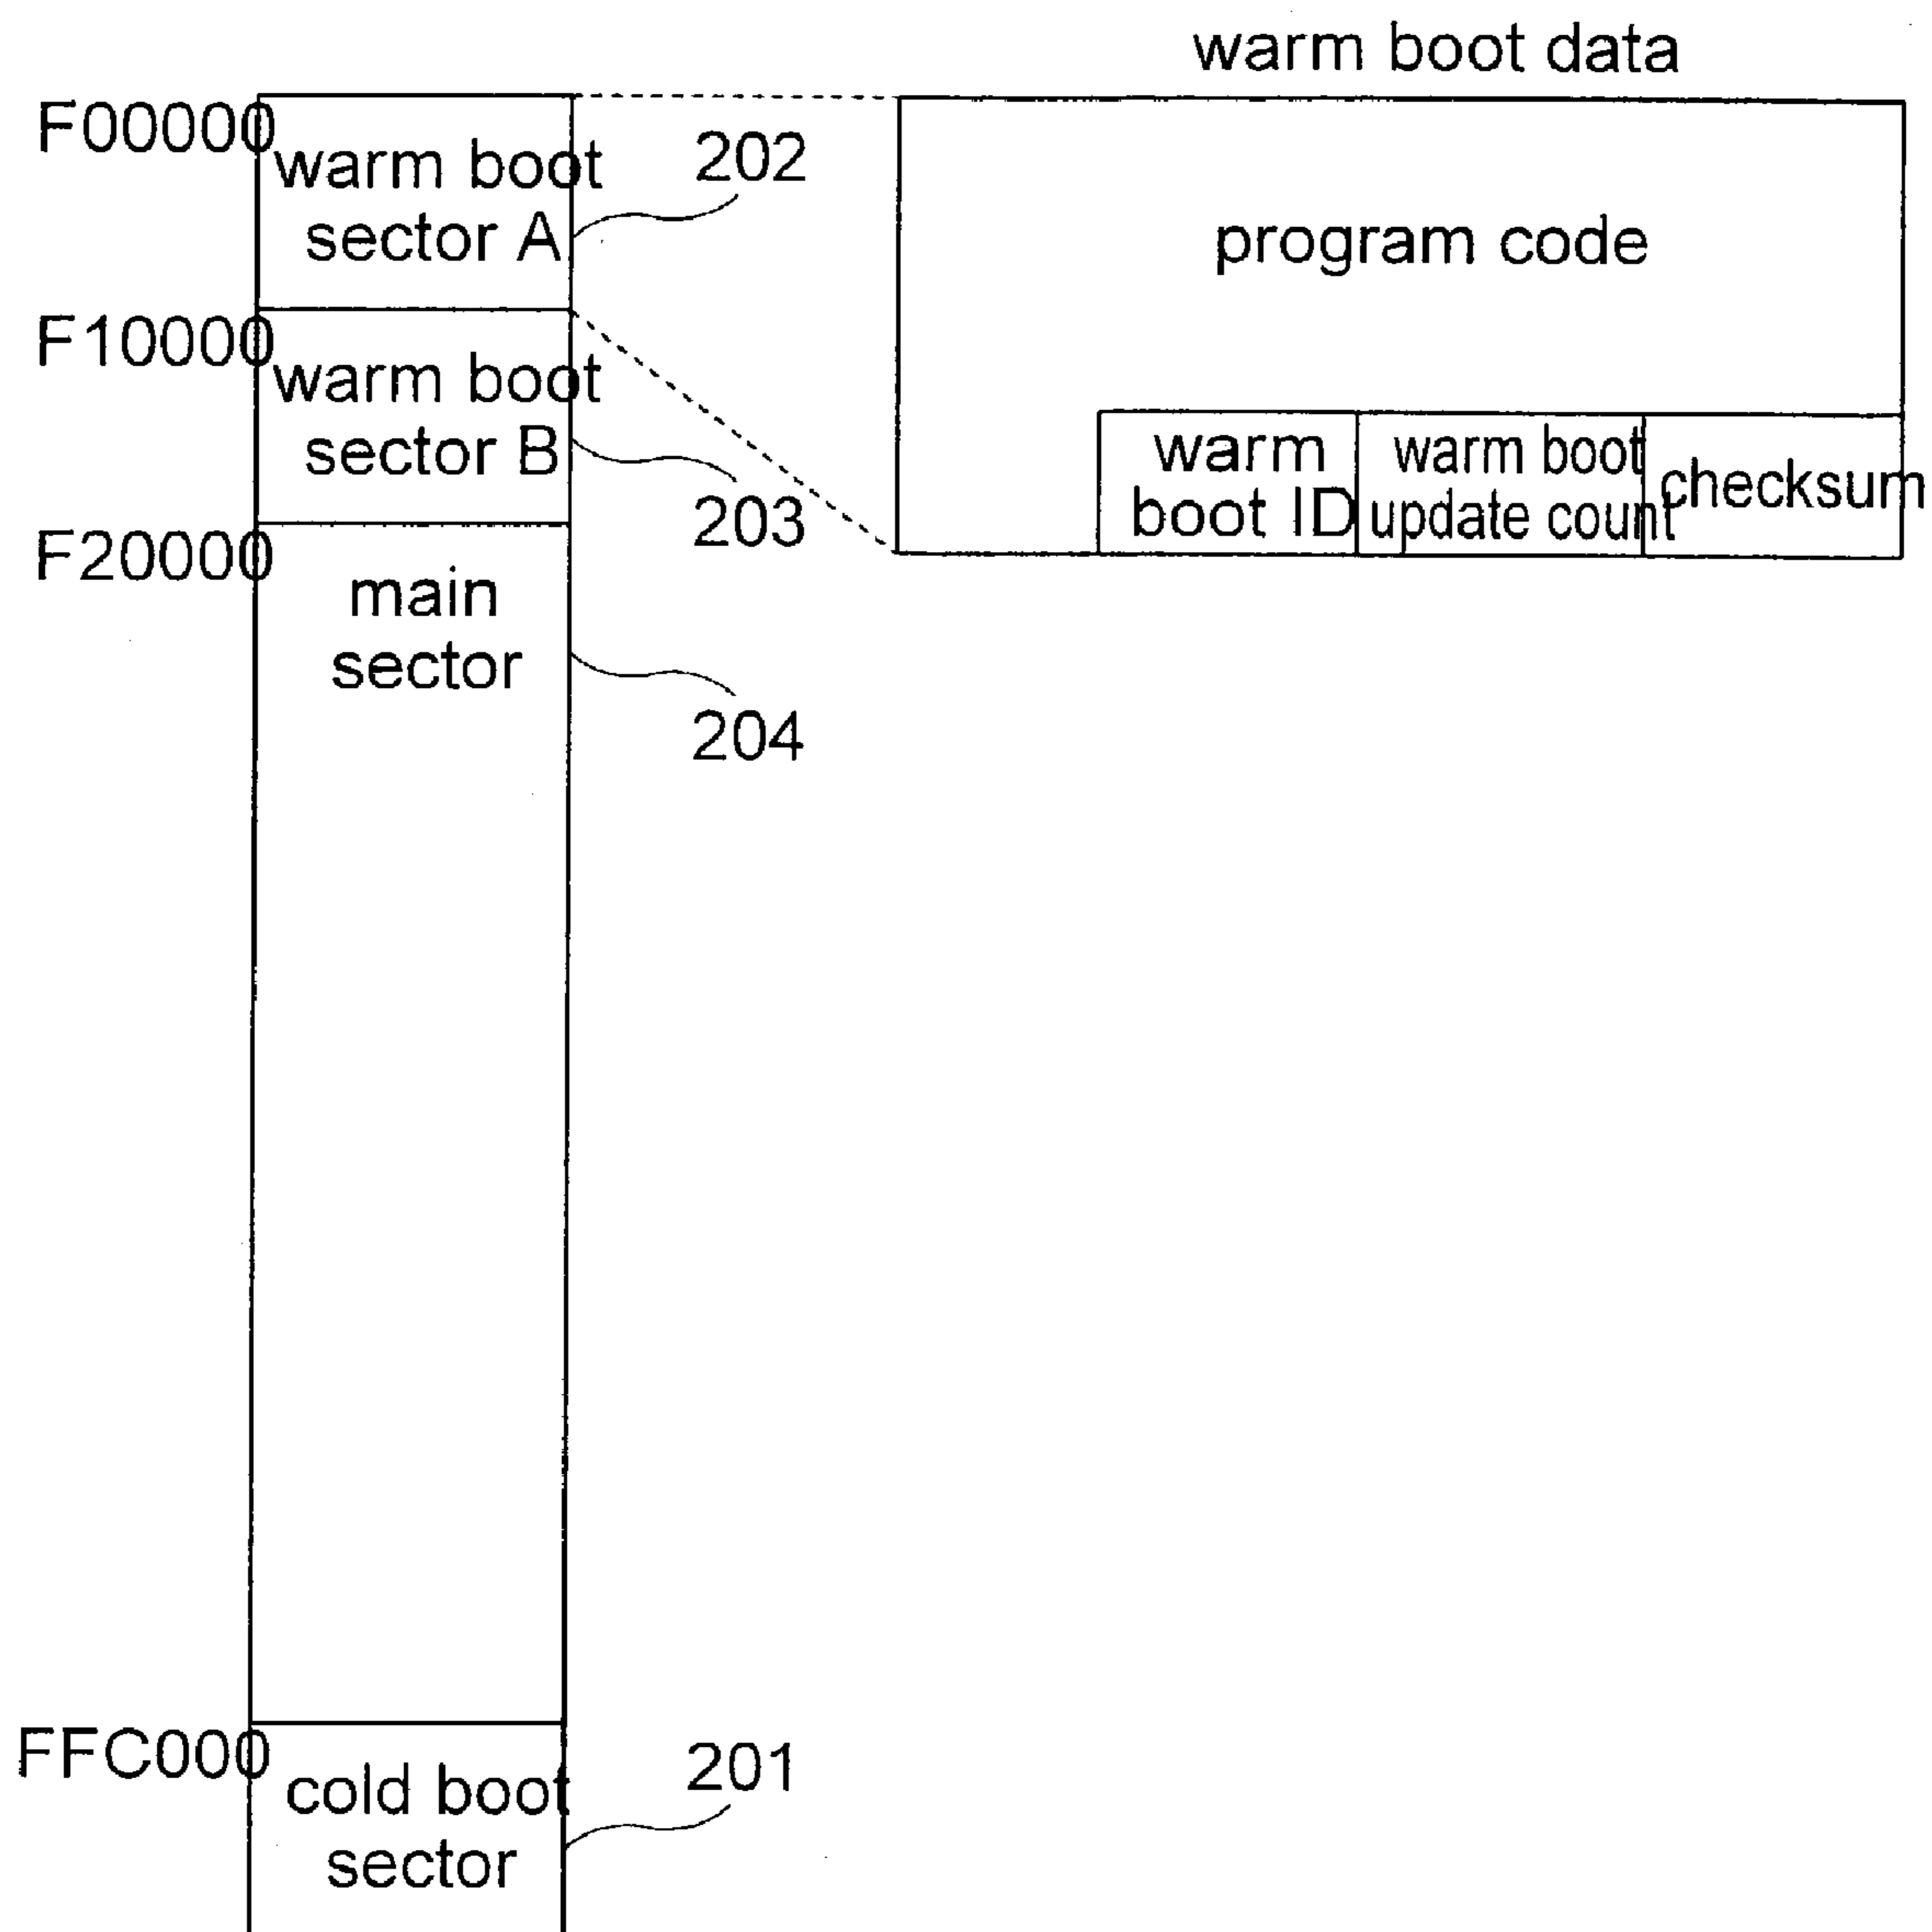 warm boot data
F00000
warm boot
sector A
202
program code
F10000
warm boot
sector B
203
warm
boot ID
warm boot
update count
checksum
F20000
main
sector
204
FFC000
cold boot
sector
201